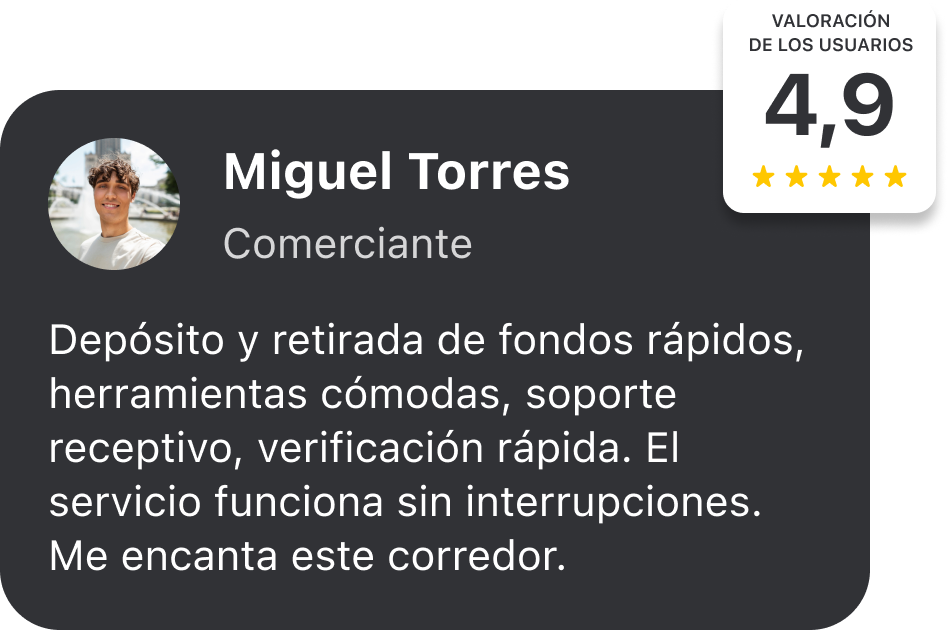 VALORACIÓN
DE LOS USUARIOS
4,9
Miguel Torres
Comerciante
Depósito y retirada de fondos rápidos,
herramientas cómodas, soporte
receptivo, verificación rápida. El
servicio funciona sin interrupciones.
Me encanta este corredor.